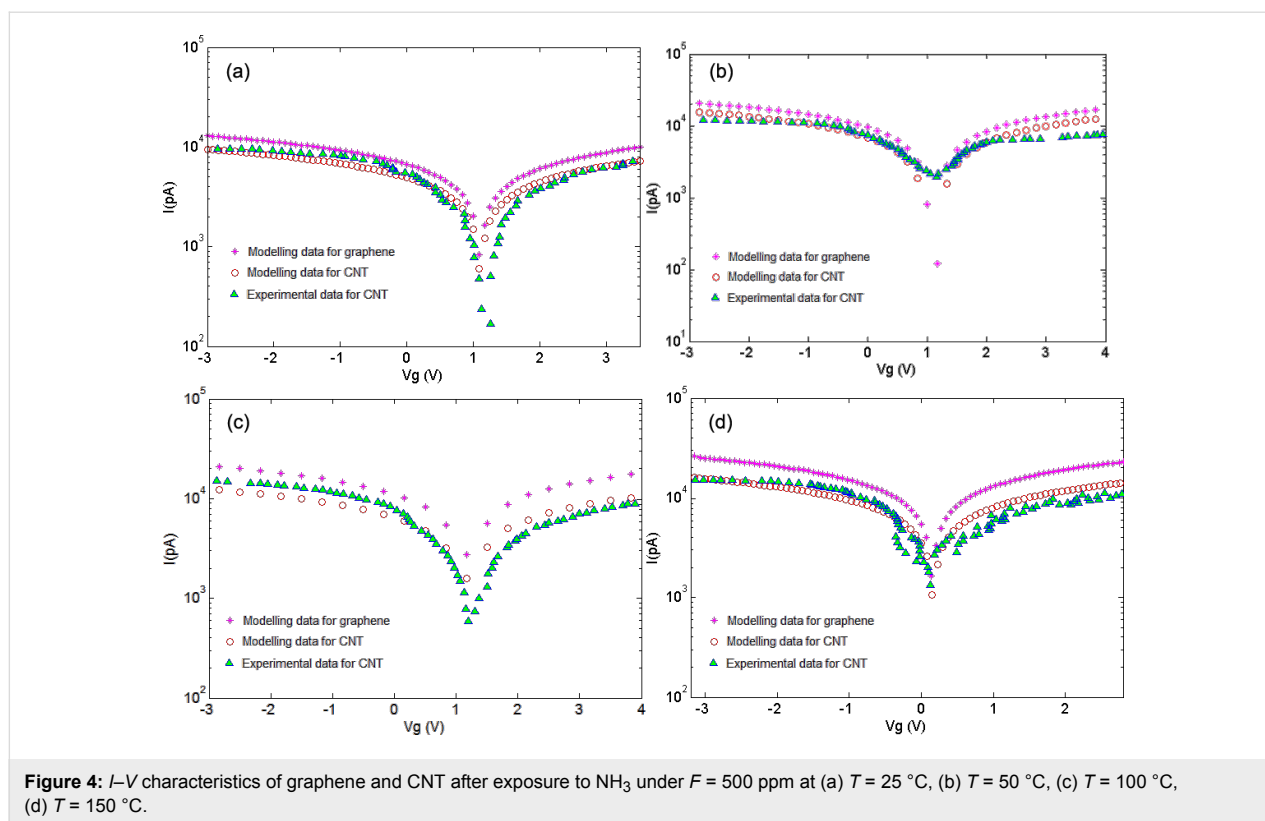 (a)
10^5
10^4
10^3
10^2
I(pA)
Modelling data for graphene
Modelling data for CNT
Experimental data for CNT
-3 -2 -1 0 1 2 3
Vg (V)
(b)
10^5
10^4
10^3
10^2
10^1
I(pA)
Modelling data for graphene
Modelling data for CNT
Experimental data for CNT
-3 -2 -1 0 1 2 3 4
Vg (V)
(c)
10^5
10^4
10^3
10^2
I(pA)
Modelling data for graphene
Modelling data for CNT
Experimental data for CNT
-3 -2 -1 0 1 2 3 4
Vg (V)
(d)
10^5
10^4
10^3
10^2
I(pA)
Modelling data for graphene
Modelling data for CNT
Experimental data for CNT
-3 -2 -1 0 1 2
Vg (V)
Figure 4: I–V characteristics of graphene and CNT after exposure to NH₃ under F = 500 ppm at (a) T = 25 °C, (b) T = 50 °C, (c) T = 100 °C,
(d) T = 150 °C.